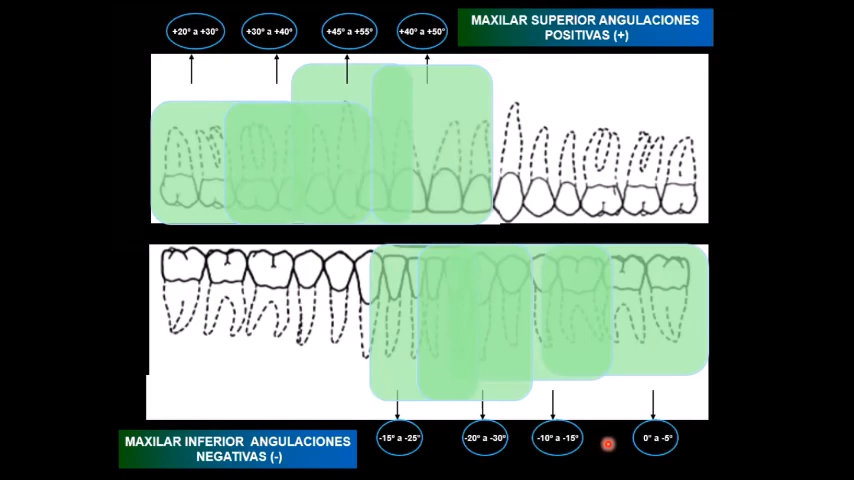 +20º a +30º
+30º a +40º
+45º a +55º
+40º a +50º
MAXILAR SUPERIOR ANGULACIONES
POSITIVAS (+)
MAXILAR INFERIOR ANGULACIONES
NEGATIVAS (-)
-15º a -25º
-20º a -30º
-10º a -15º
0º a -5º